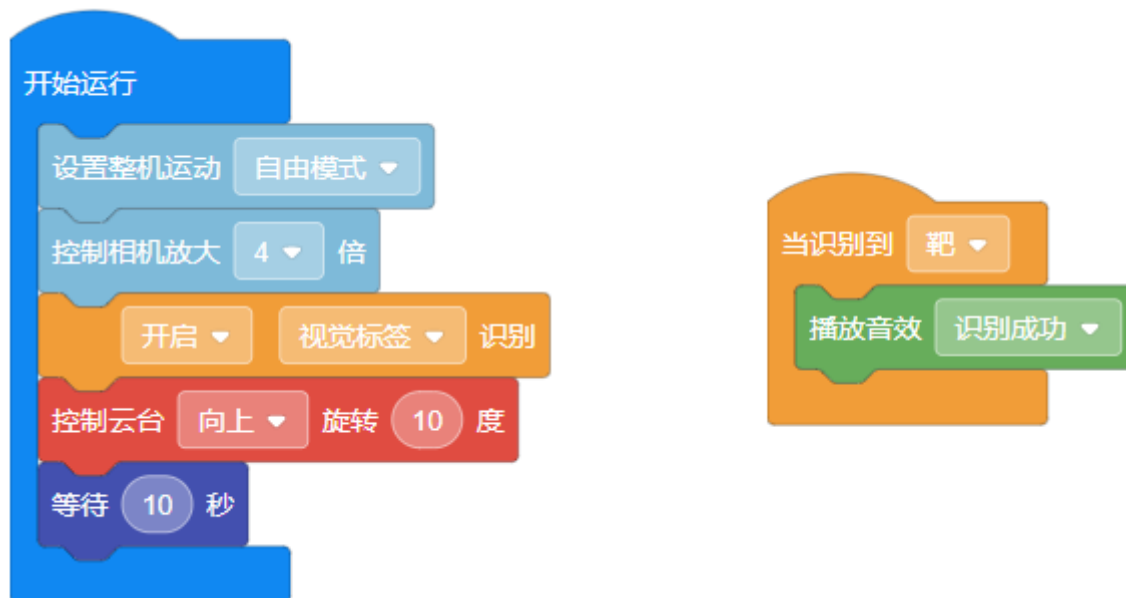 开始运行
设置整机运动 自由模式
控制相机放大 4 倍
开启 视觉标签 识别
控制云台 向上 旋转 10 度
等待 10 秒
当识别到 靶
播放音效 识别成功